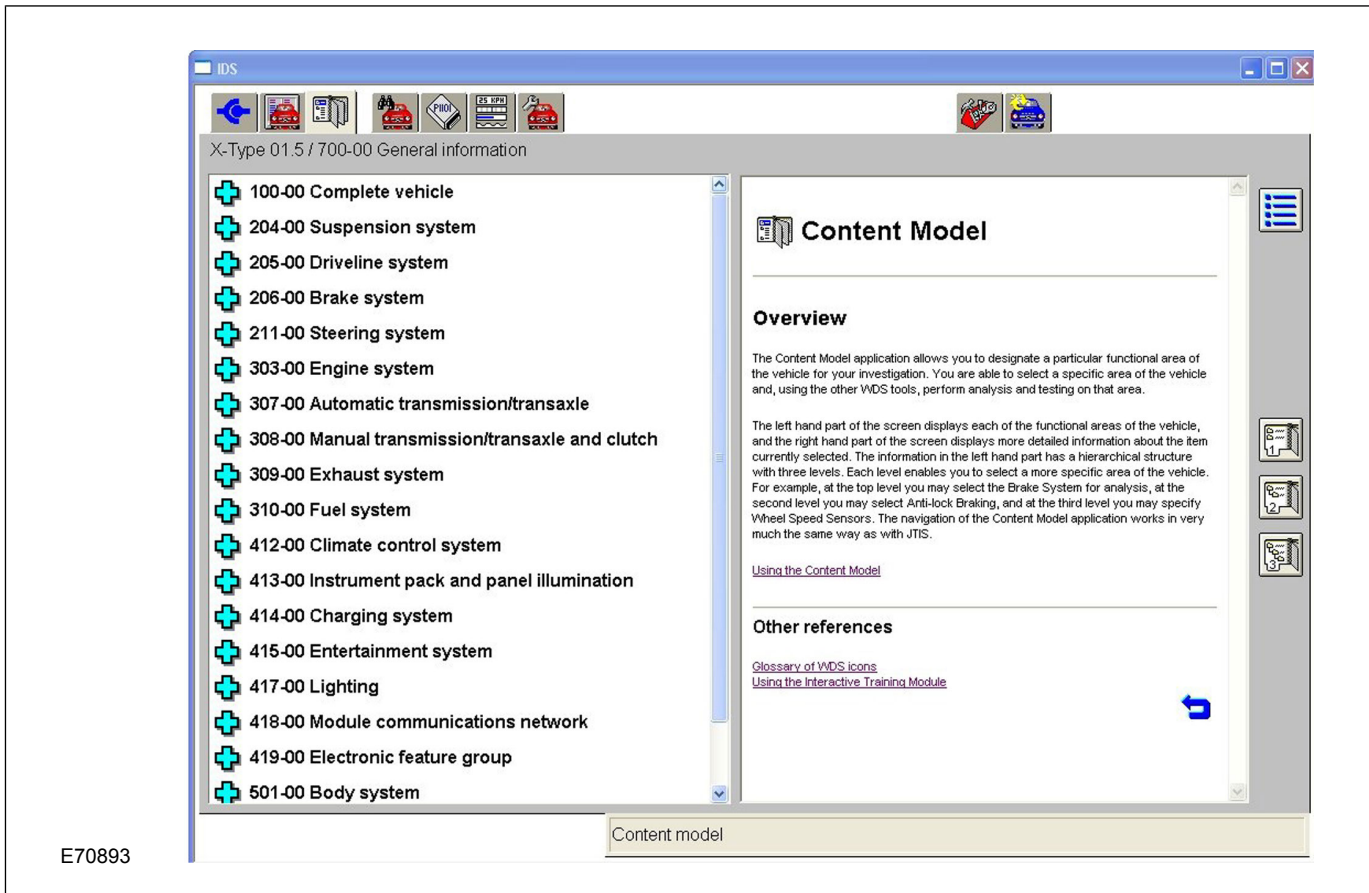 IDS
PII01
25 KPH
X-Type 01.5 / 700-00 General information
100-00 Complete vehicle
204-00 Suspension system
205-00 Driveline system
206-00 Brake system
211-00 Steering system
303-00 Engine system
307-00 Automatic transmission/transaxle
308-00 Manual transmission/transaxle and clutch
309-00 Exhaust system
310-00 Fuel system
412-00 Climate control system
413-00 Instrument pack and panel illumination
414-00 Charging system
415-00 Entertainment system
417-00 Lighting
418-00 Module communications network
419-00 Electronic feature group
501-00 Body system
Content Model
Overview
The Content Model application allows you to designate a particular functional area of
the vehicle for your investigation. You are able to select a specific area of the vehicle
and, using the other WDS tools, perform analysis and testing on that area.
The left hand part of the screen displays each of the functional areas of the vehicle,
and the right hand part of the screen displays more detailed information about the item
currently selected. The information in the left hand part has a hierarchical structure
with three levels. Each level enables you to select a more specific area of the vehicle.
For example, at the top level you may select the Brake System for analysis, at the
second level you may select Anti-lock Braking, and at the third level you may specify
Wheel Speed Sensors. The navigation of the Content Model application works in very
much the same way as with JTIS.
Using the Content Model
Other references
Glossary of WDS icons
Using the Interactive Training Module
1
2
3
Content model
E70893